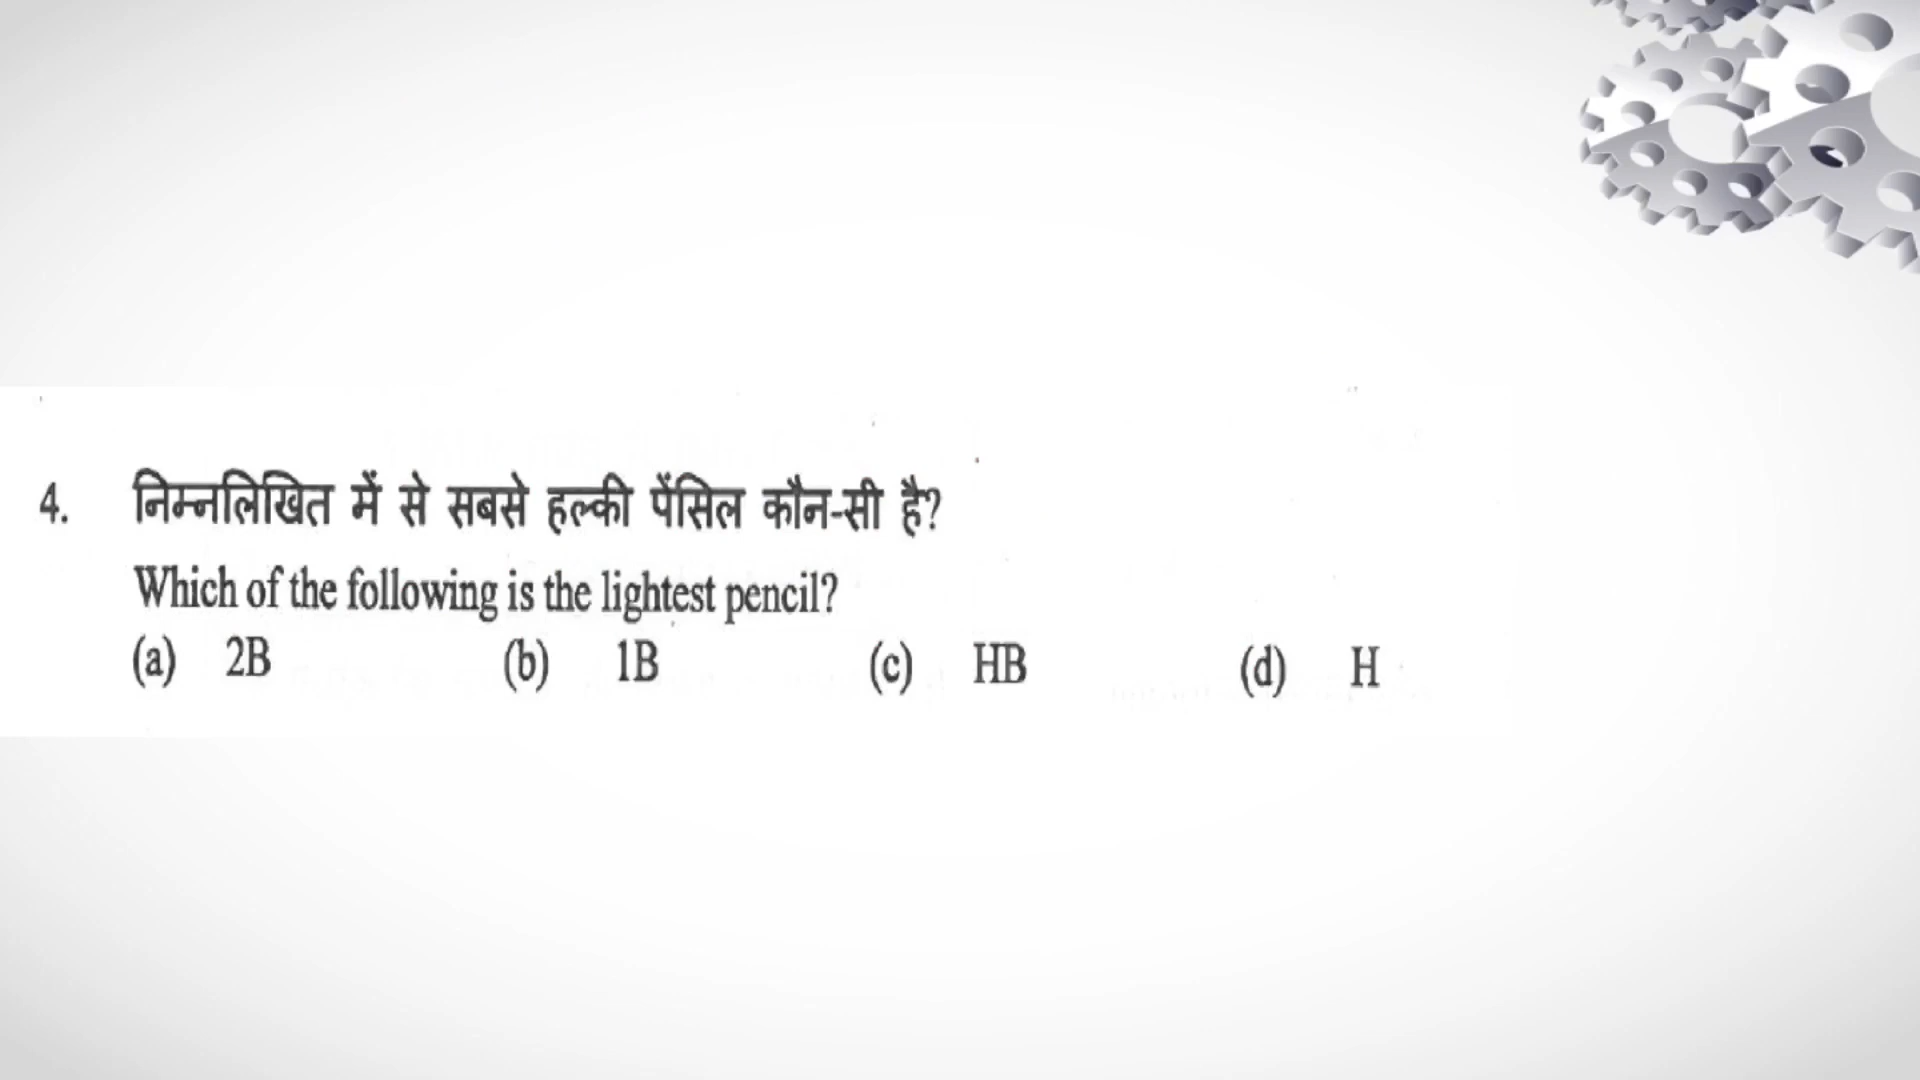 4. निम्नलिखित में से सबसे हल्की पेंसिल कौन-सी है?
Which of the following is the lightest pencil?
(a) 2B (b) 1B (c) HB (d) H